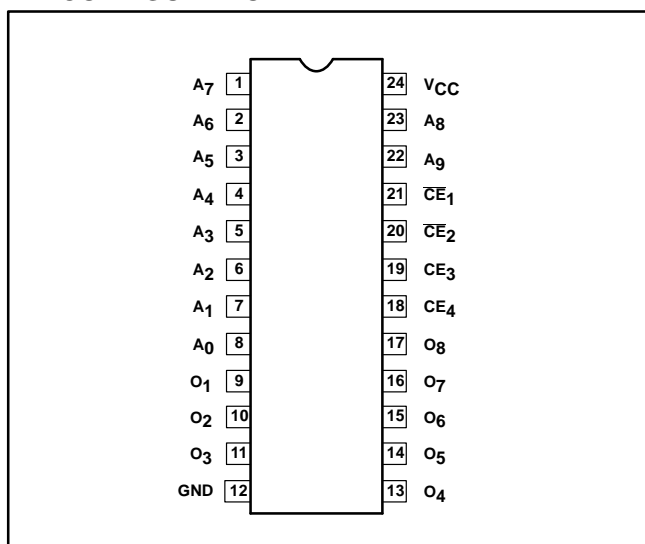 A7 1 24 VCC
A6 2 23 A8
A5 3 22 A9
A4 4 21 C̅E̅1
A3 5 20 C̅E̅2
A2 6 19 CE3
A1 7 18 CE4
A0 8 17 O8
O1 9 16 O7
O2 10 15 O6
O3 11 14 O5
GND 12 13 O4